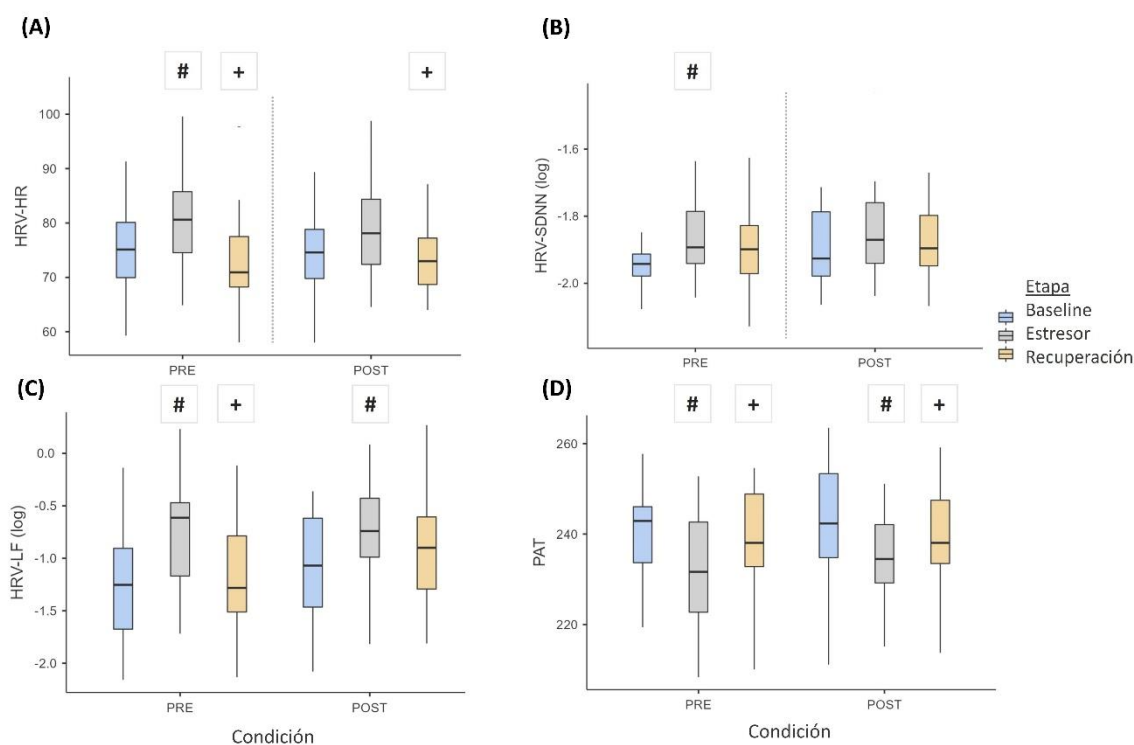 (A)
# + +
HRV-HR
100
90
80
70
60
PRE POST
(B)
#
HRV-SDNN (log)
-1.6
-1.8
-2.0
PRE POST
Etapa
Baseline
Estresor
Recuperación
(C)
# + #
HRV-LF (log)
0.0
-0.5
-1.0
-1.5
-2.0
PRE POST
Condición
(D)
# + # +
PAT
260
240
220
PRE POST
Condición